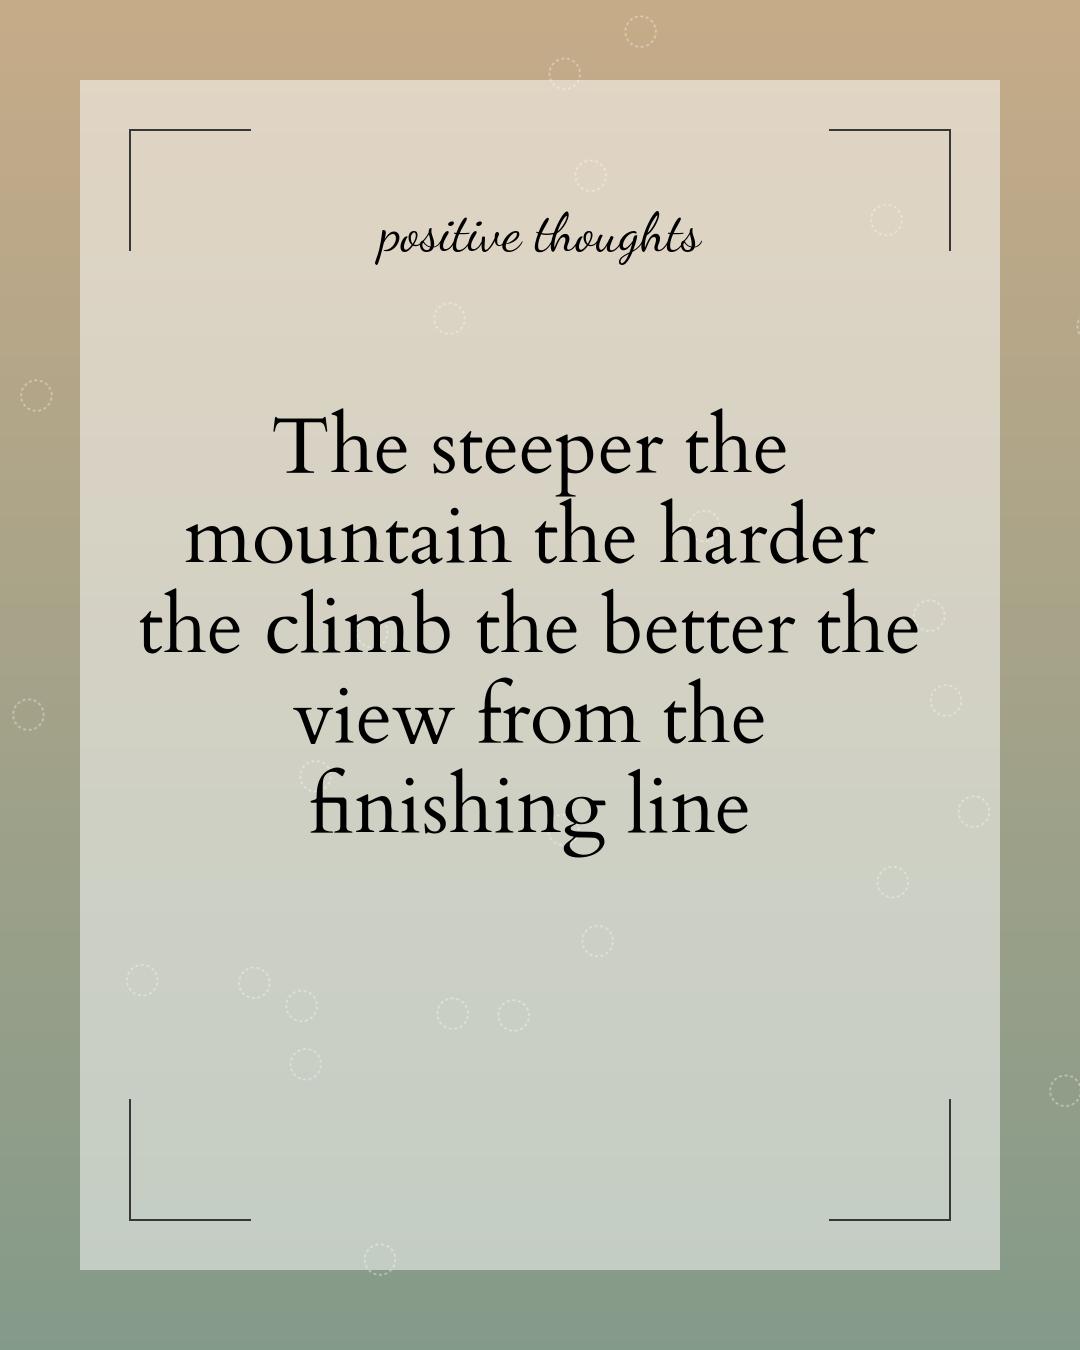 positive thoughts
The steeper the
mountain the harder
the climb the better the
view from the
finishing line